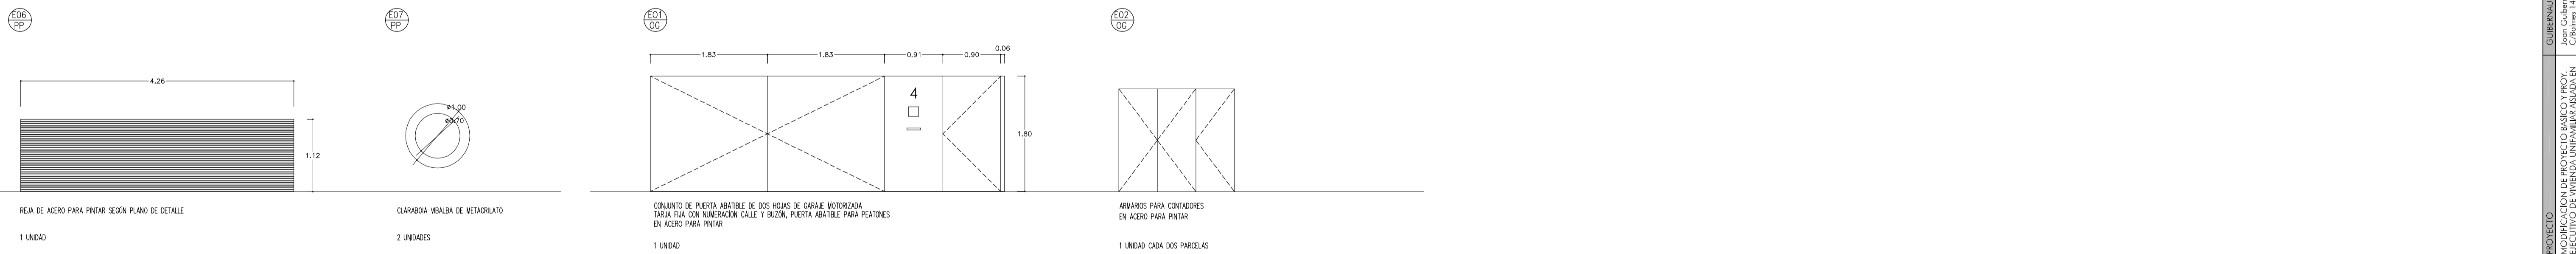 E06
PP
4.26
1.12
REJA DE ACERO PARA PINTAR SEGÚN PLANO DE DETALLE
1 UNIDAD
E07
PP
ø1.00
ø0.70
CLARABOIA VIBALBA DE METACRILATO
2 UNIDADES
E01
OG
1.83
1.83
0.91
0.90
0.06
4
1.80
CONJUNTO DE PUERTA ABATIBLE DE DOS HOJAS DE GARAJE MOTORIZADA
TARJA FIJA CON NUMERACION CALLE Y BUZÓN, PUERTA ABATIBLE PARA PEATONES
EN ACERO PARA PINTAR
1 UNIDAD
E02
OG
ARMARIOS PARA CONTADORES
EN ACERO PARA PINTAR
1 UNIDAD CADA DOS PARCELAS
GUIBERNAU
Joan Guibern
C/Balmes 14
PROYECTO
MODIFICACION DE PROYECTO BASICO Y PROY.
EJECUTIVO DE VIVIENDA UNIFAMILIAR AISLADA EN